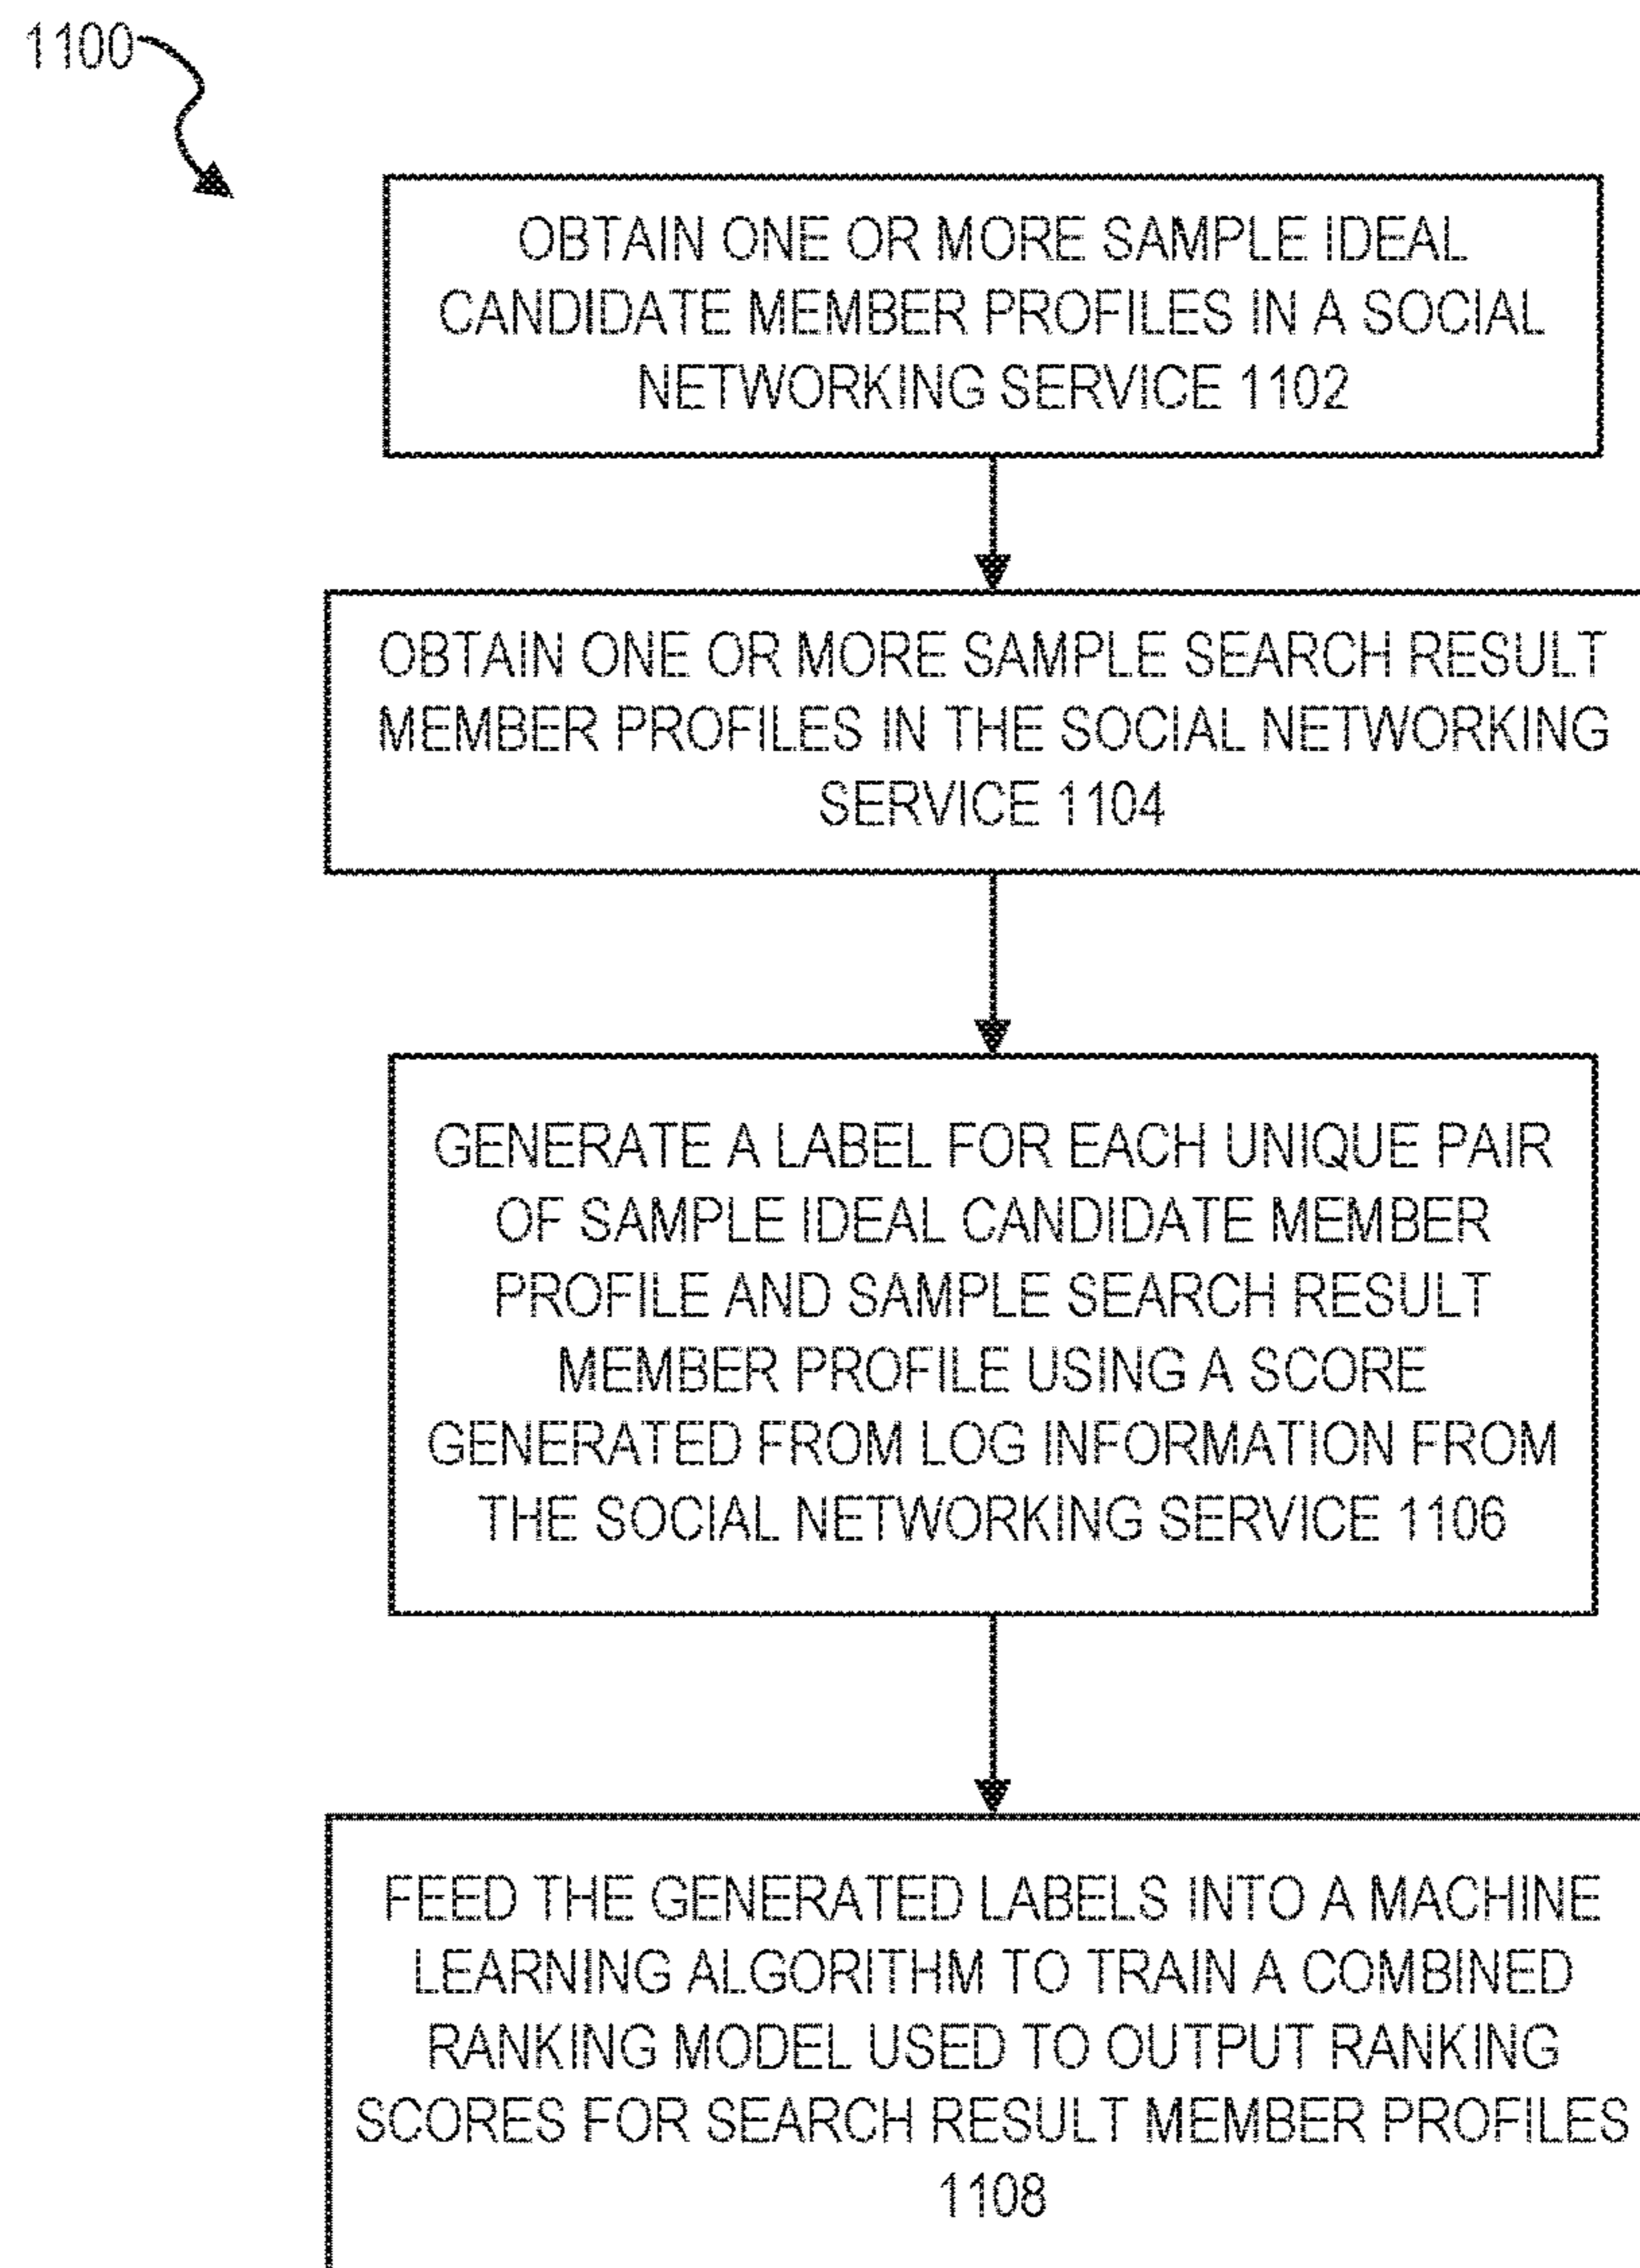 1100
OBTAIN ONE OR MORE SAMPLE IDEAL
CANDIDATE MEMBER PROFILES IN A SOCIAL
NETWORKING SERVICE 1102
OBTAIN ONE OR MORE SAMPLE SEARCH RESULT
MEMBER PROFILES IN THE SOCIAL NETWORKING
SERVICE 1104
GENERATE A LABEL FOR EACH UNIQUE PAIR
OF SAMPLE IDEAL CANDIDATE MEMBER
PROFILE AND SAMPLE SEARCH RESULT
MEMBER PROFILE USING A SCORE
GENERATED FROM LOG INFORMATION FROM
THE SOCIAL NETWORKING SERVICE 1106
FEED THE GENERATED LABELS INTO A MACHINE
LEARNING ALGORITHM TO TRAIN A COMBINED
RANKING MODEL USED TO OUTPUT RANKING
SCORES FOR SEARCH RESULT MEMBER PROFILES
1108